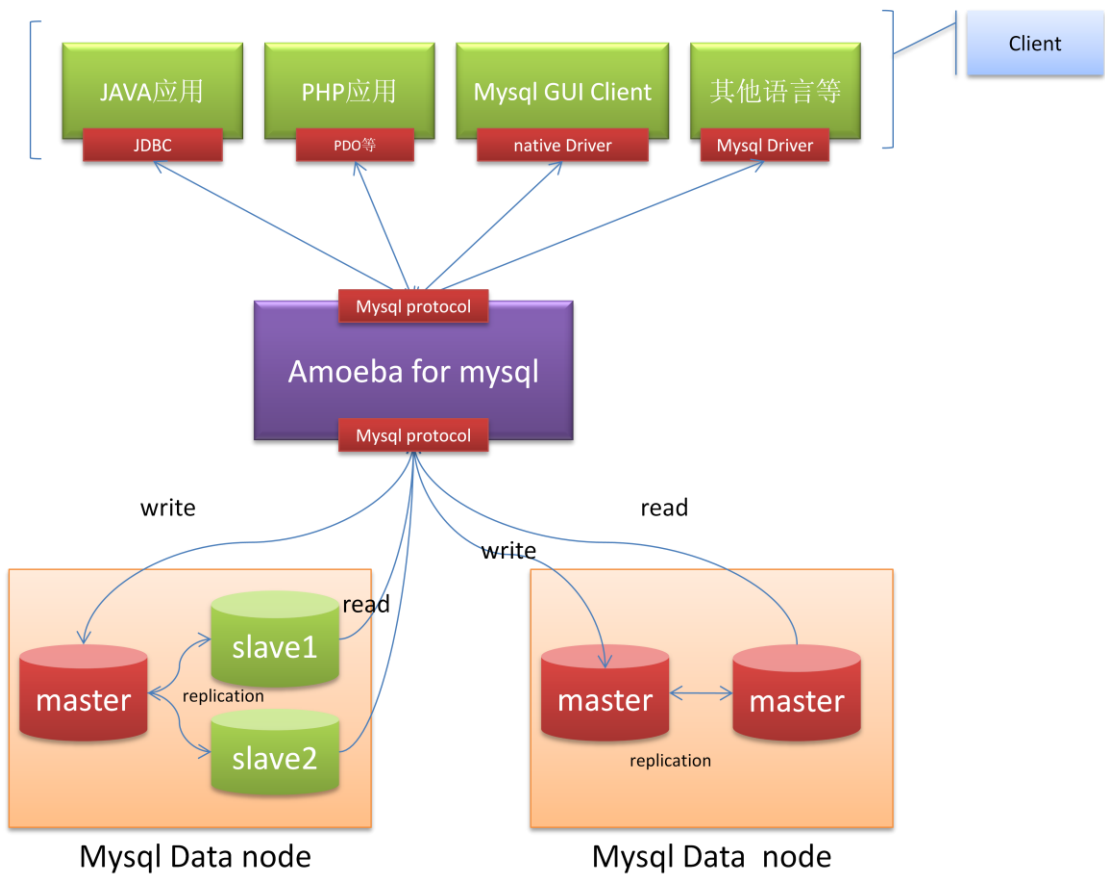 Client
JAVA应用
PHP应用
Mysql GUI Client
其他语言等
JDBC
PDO等
native Driver
Mysql Driver
Mysql protocol
Amoeba for mysql
Mysql protocol
write
read
write
read
slave1
master
replication
slave2
master
master
replication
Mysql Data node
Mysql Data node